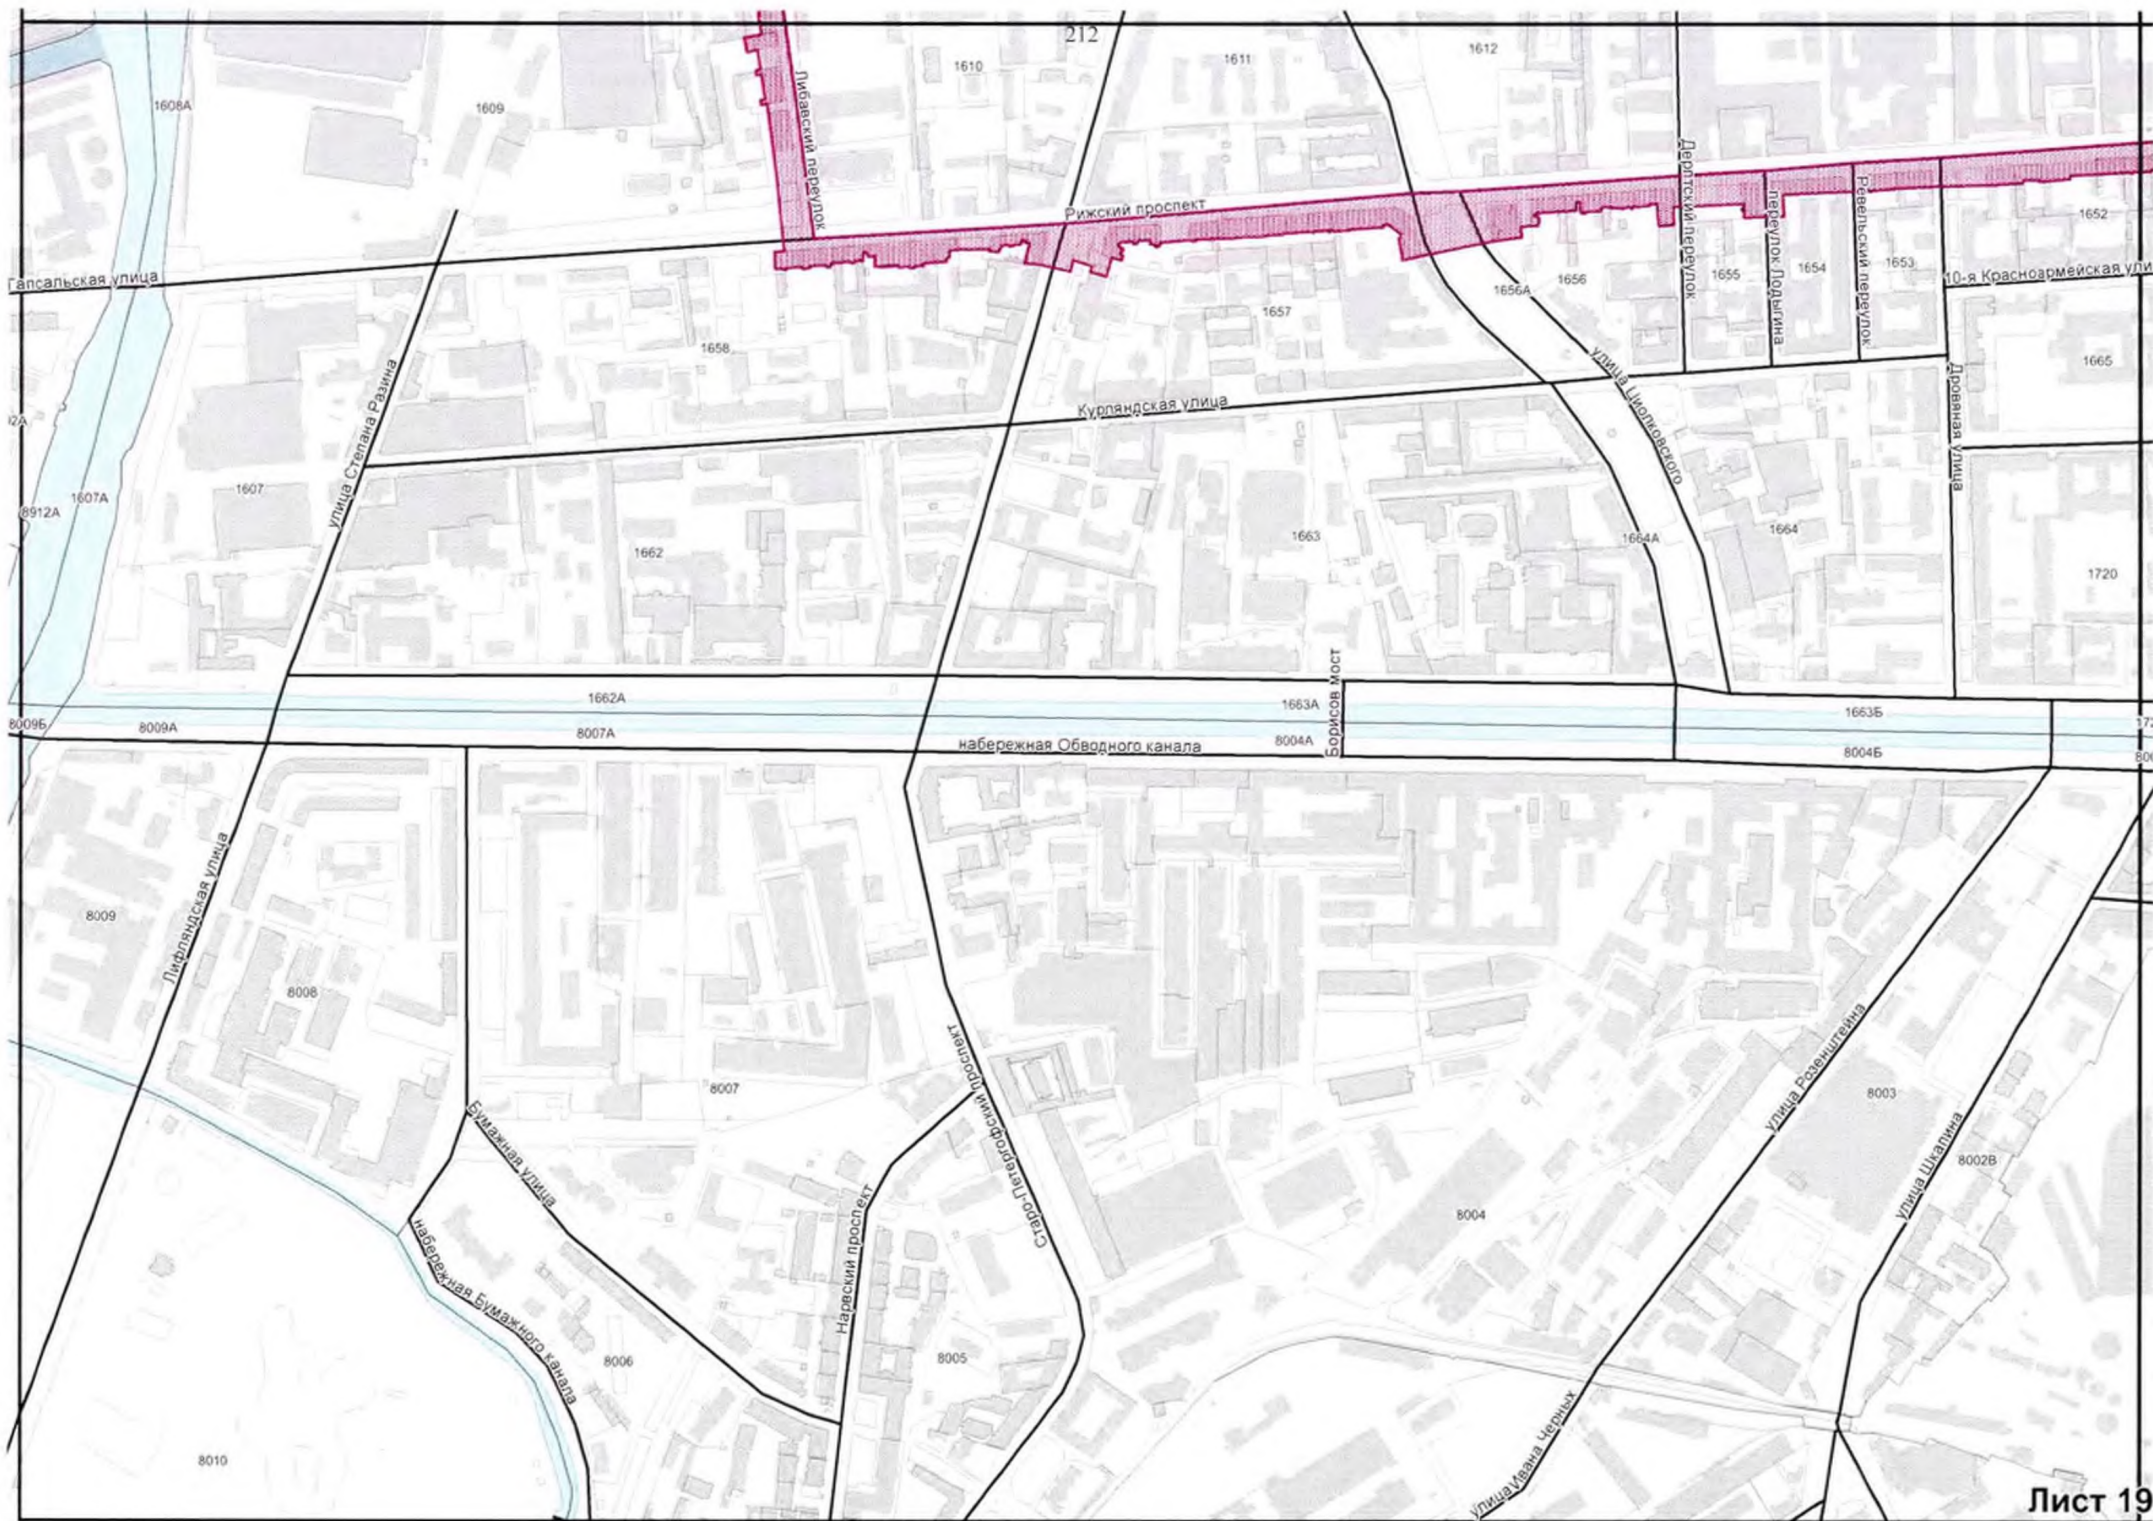 212
1612
1611
1610
1608А
1609
Либавский переулок
Дерптский переулок
переулок Лодыгина
Ревельский переулок
Рижский проспект
1652
1653
1654
1655
1656
1656А
10-я Красноармейская ули
Гапсальская улица
1657
1658
1665
улица Степана Разина
улица Циолковского
Дровяная улица
Курляндская улица
02А
1607
1607А
8912А
1662
1663
1664А
1664
1720
Борисов мост
1662А
1663А
1663Б
172
8009Б
8009А
8007А
набережная Обводного канала
8004А
8004Б
800
Лифляндская улица
8009
8008
8007
Старо-Петергофский проспект
улица Розенштейна
8003
улица Шкапина
8002В
Бумажная улица
Нарвский проспект
8004
набережная Бумажного канала
8006
8005
улица Ивана Черных
8010
Лист 19